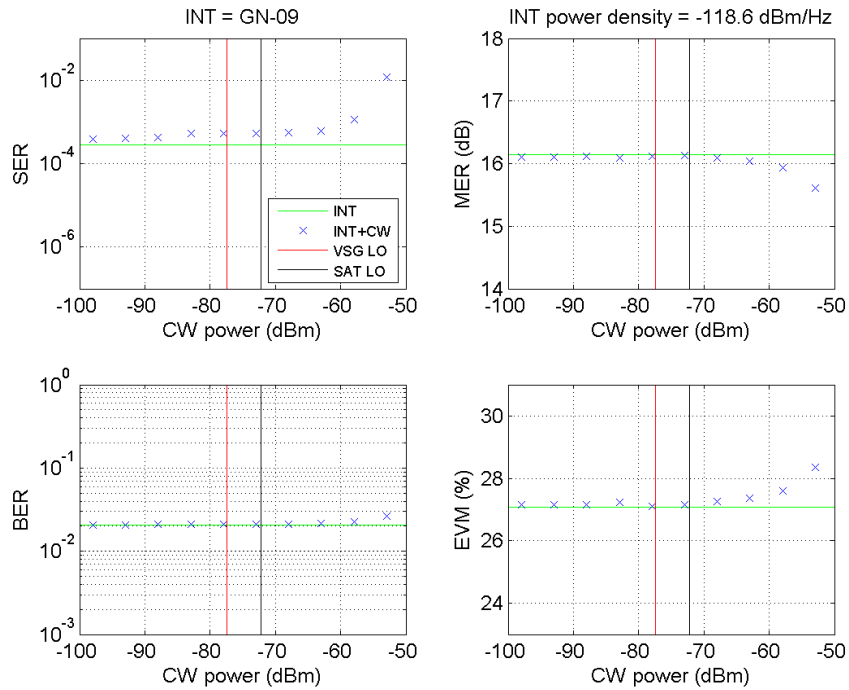 INT = GN-09
INT power density = -118.6 dBm/Hz
10^-2
10^-4
10^-6
SER
INT
INT+CW
VSG LO
SAT LO
-100 -90 -80 -70 -60 -50
CW power (dBm)
18
17
16
15
14
MER (dB)
-100 -90 -80 -70 -60 -50
CW power (dBm)
10^0
10^-1
10^-2
10^-3
BER
-100 -90 -80 -70 -60 -50
CW power (dBm)
30
28
26
24
EVM (%)
-100 -90 -80 -70 -60 -50
CW power (dBm)